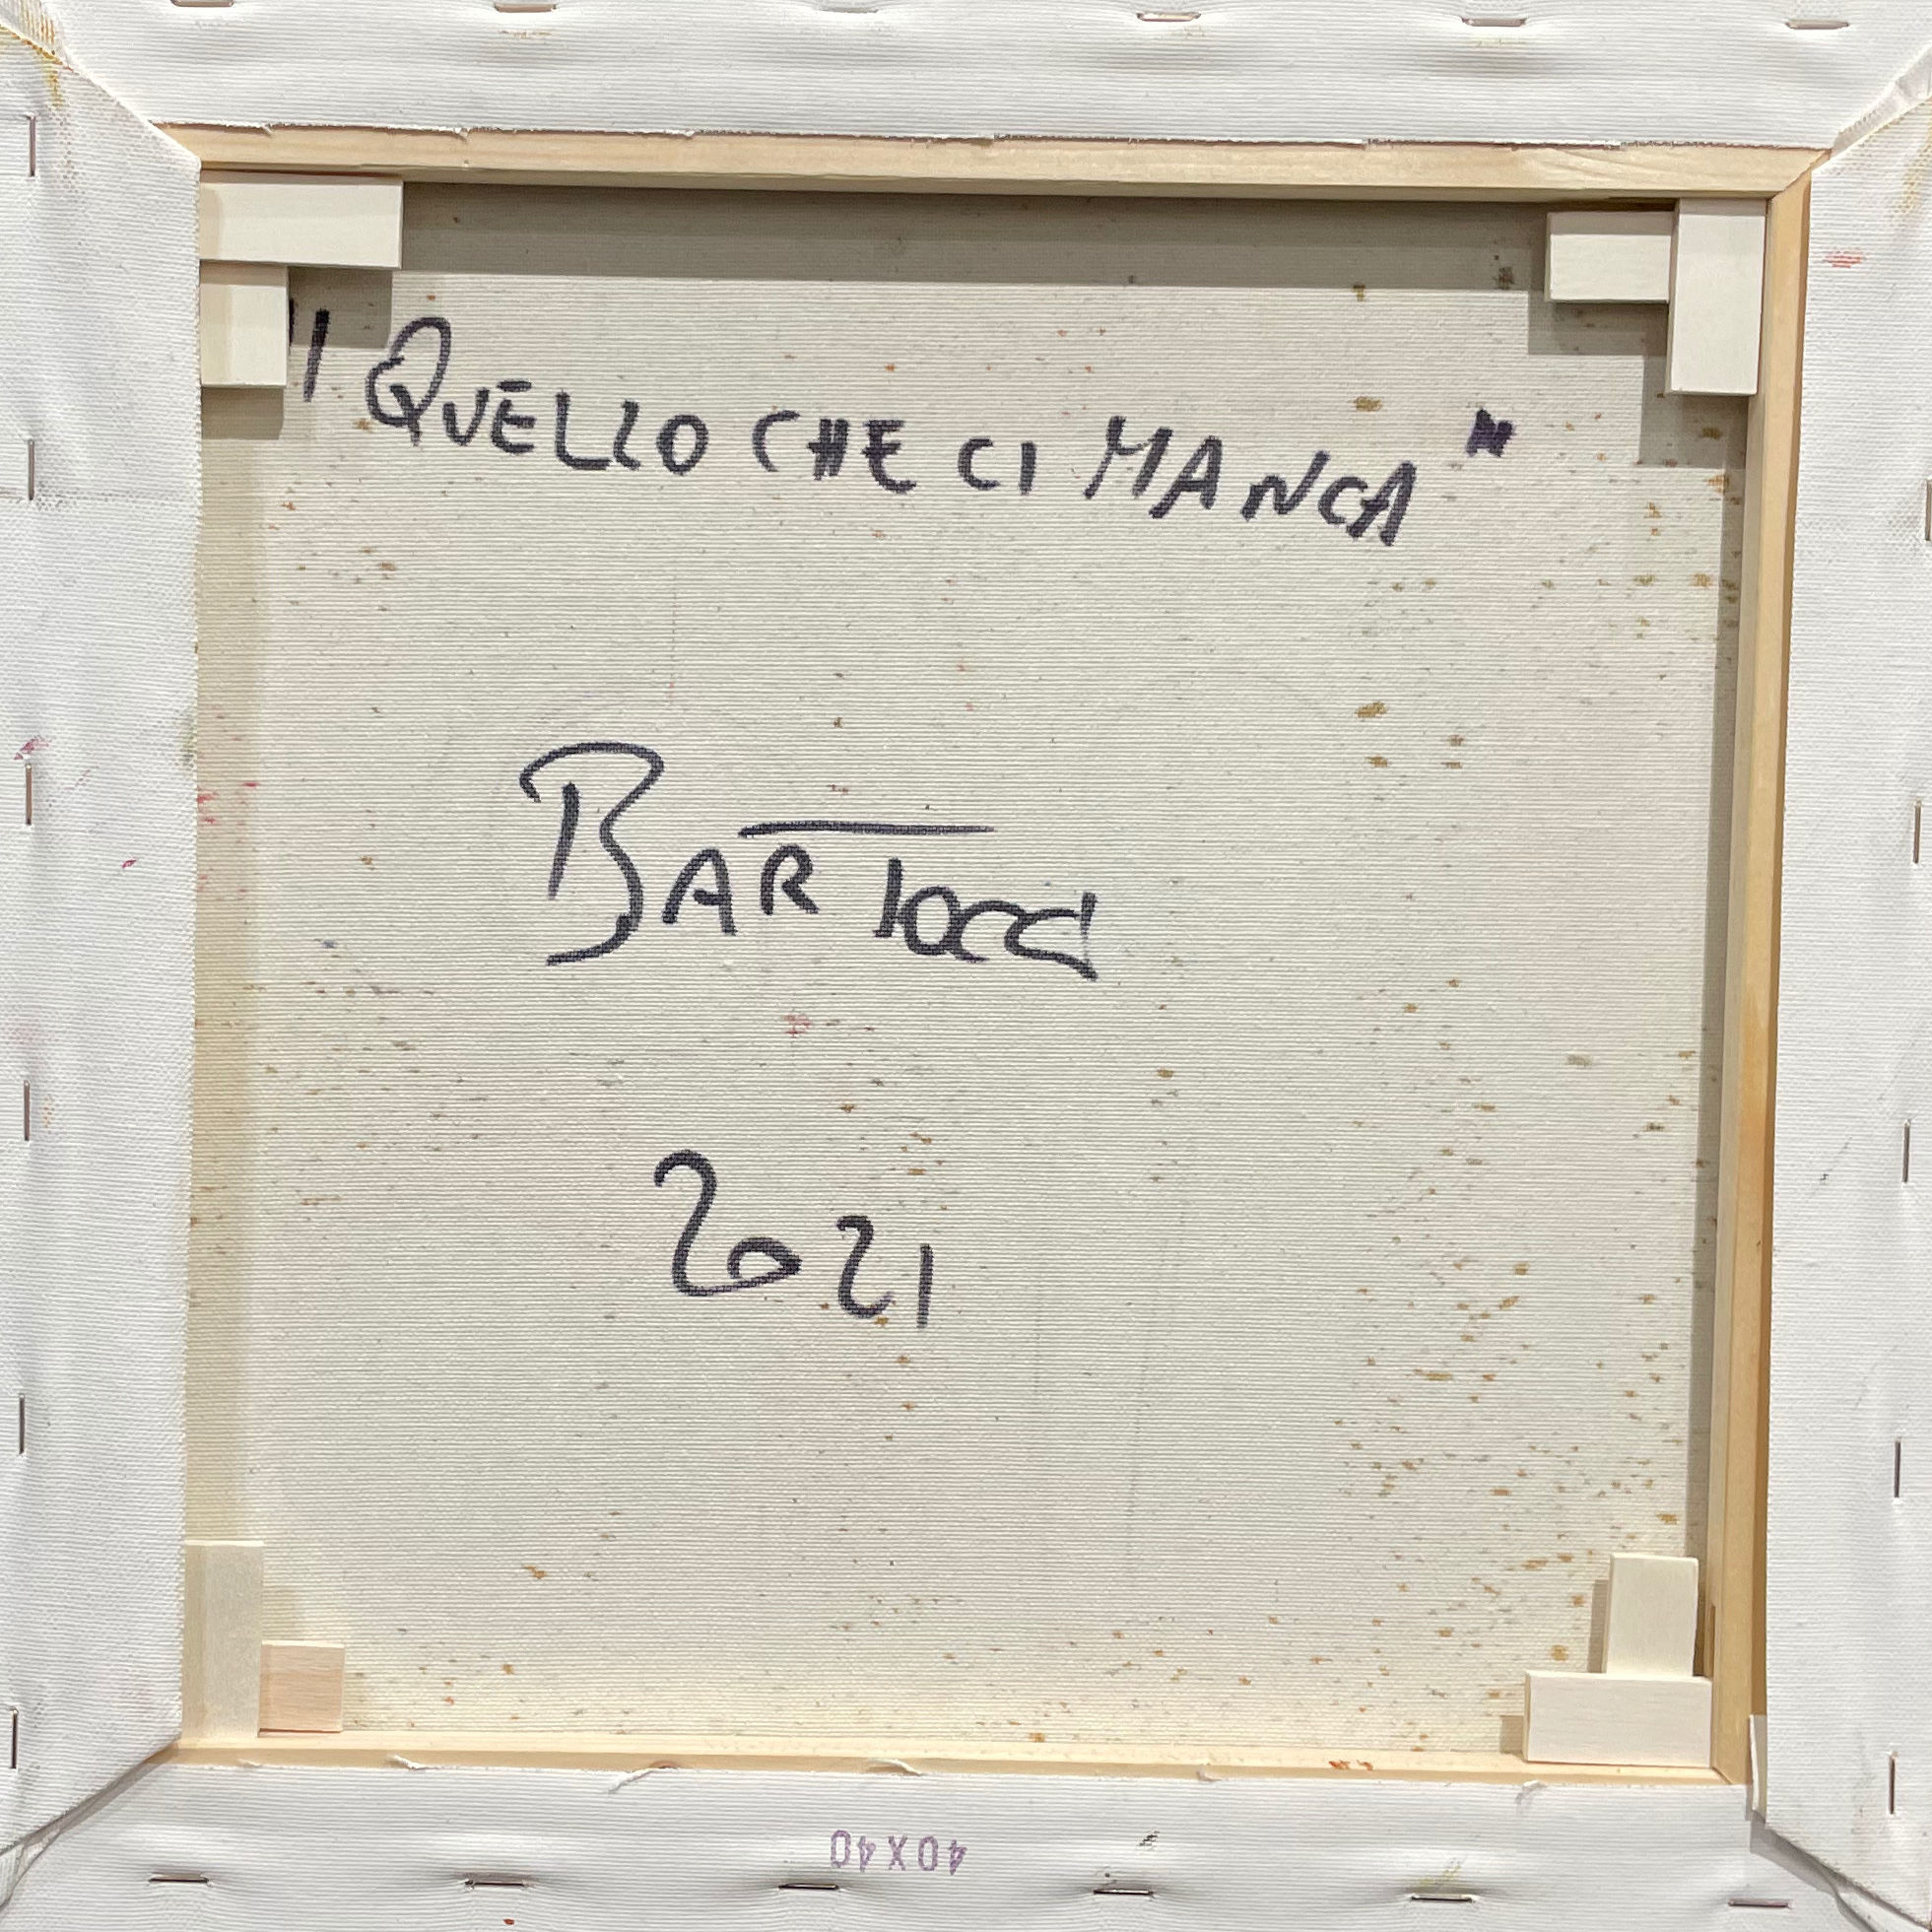 "QUELLO CHE CI MANCA"
BARTOCCI
2021
40X40